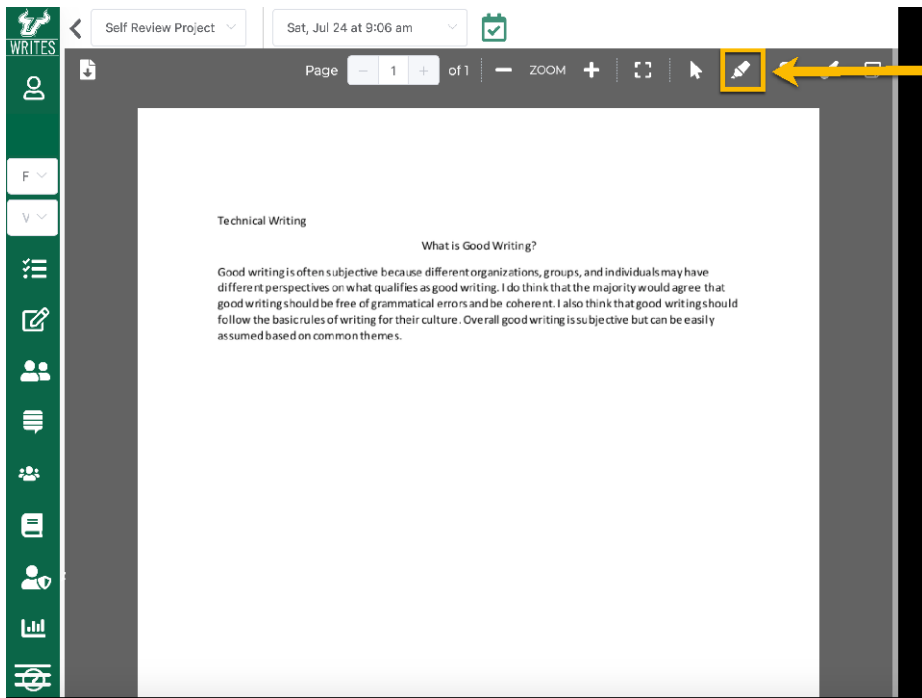 WRITES
Self Review Project
Sat, Jul 24 at 9:06 am
Page
1
of 1
ZOOM
F
V
Technical Writing
What is Good Writing?
Good writing is often subjective because different organizations, groups, and individuals may have
different perspectives on what qualifies as good writing. I do think that the majority would agree that
good writing should be free of grammatical errors and be coherent. I also think that good writing should
follow the basic rules of writing for their culture. Overall good writing is subjective but can be easily
assumed based on common themes.